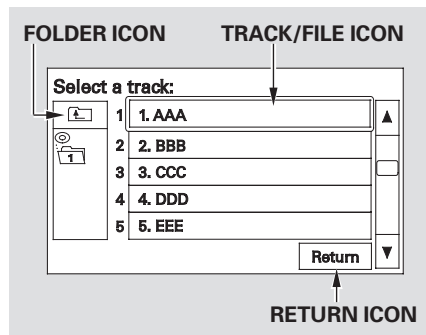 FOLDER ICON TRACK/FILE ICON
Select a track:
1 1. AAA
1 2 2. BBB
3 3. CCC
4 4. DDD
5 5. EEE
Return
RETURN ICON